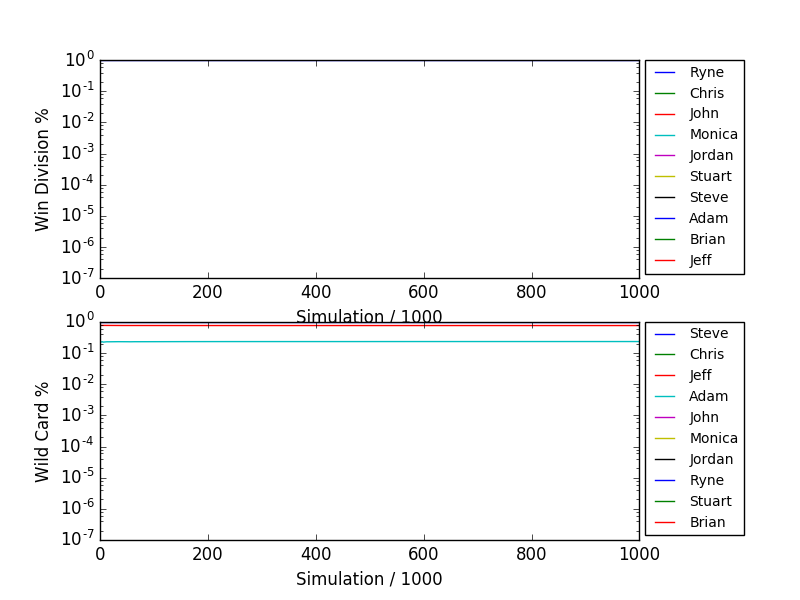 Win Division %
10^0
10^-1
10^-2
10^-3
10^-4
10^-5
10^-6
10^-7
0 200 400 600 800 1000
Simulation / 1000
Ryne
Chris
John
Monica
Jordan
Stuart
Steve
Adam
Brian
Jeff
Wild Card %
10^0
10^-1
10^-2
10^-3
10^-4
10^-5
10^-6
10^-7
0 200 400 600 800 1000
Simulation / 1000
Steve
Chris
Jeff
Adam
John
Monica
Jordan
Ryne
Stuart
Brian